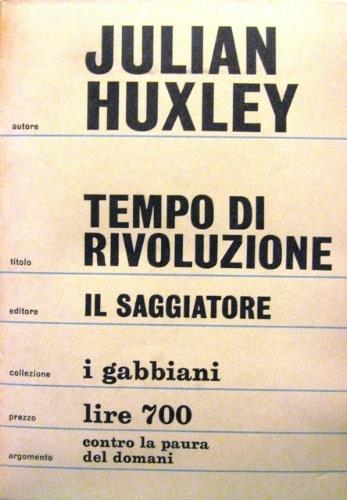 JULIAN
autore HUXLEY
TEMPO DI
titolo RIVOLUZIONE
editore IL SAGGIATORE
collezione i gabbiani
prezzo lire 700
contro la paura
argomento del domani